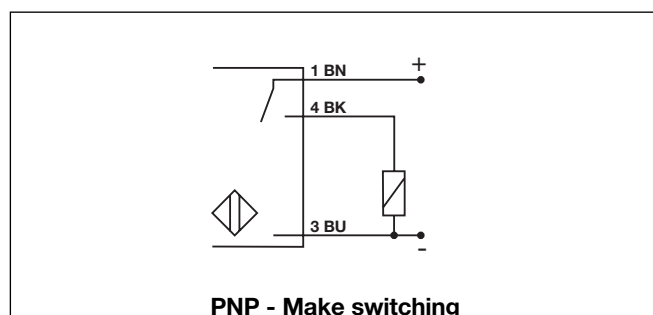 1 BN
+
4 BK
3 BU
-
PNP - Make switching